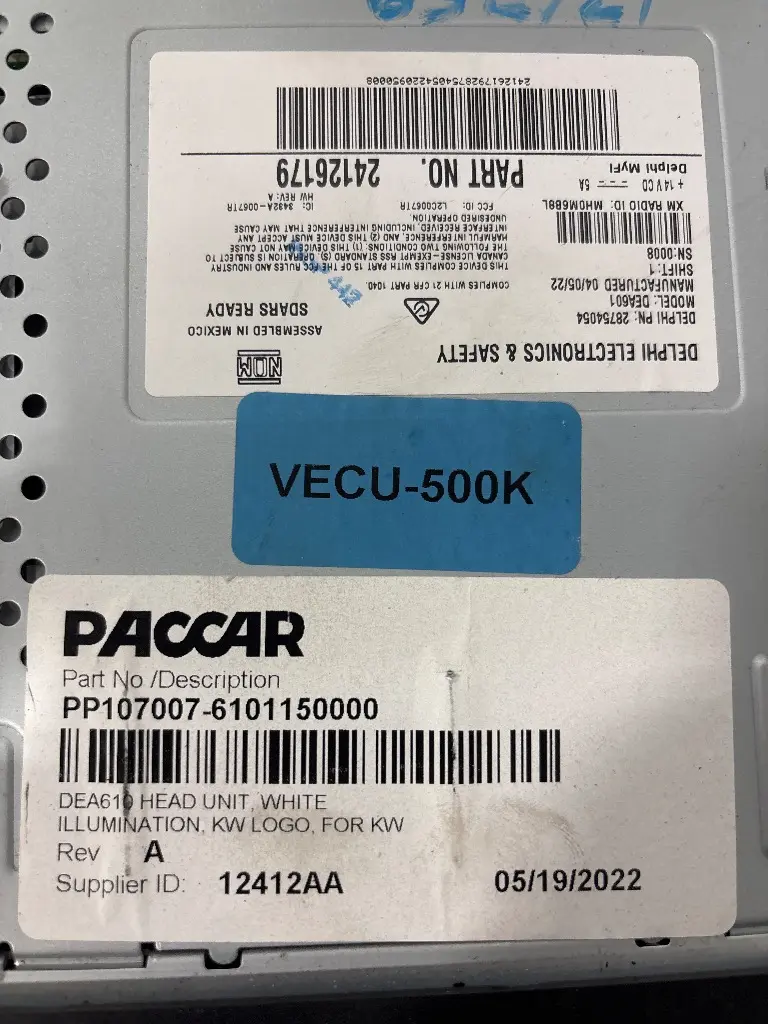 DELPHI ELECTRONICS & SAFETY
DELPHI PN: 28754054
MODEL: DEA601
MANUFACTURED 04/05/22
SHIFT:1
SN:0008
XM RADIO ID: MH0M6B8L
+ 14 V CD 5A
Delphi MyFi
NOM
ASSEMBLED IN MEXICO
SDARS READY
COMPLIES WITH 21 CFR PART 1040.
THIS DEVICE COMPLIES WITH PART 15 OF THE FCC RULES AND INDUSTRY
CANADA LICENSE-EXEMPT RSS STANDARD (S). OPERATION IS SUBJECT TO
THE FOLLOWING TWO CONDITIONS: (1) THIS DEVICE MAY NOT CAUSE
HARMFUL INTERFERENCE, AND (2) THIS DEVICE MUST ACCEPT ANY
INTERFERENCE RECEIVED, INCLUDING INTERFERENCE THAT MAY CAUSE
UNDESIRED OPERATION.
FCC ID: L2C0067TR IC: 3432A-0067TR
HW REV: A
PART NO. 24126179
2412617928754054220950008
VECU-500K
PACCAR
Part No /Description
PP107007-6101150000
DEA610 HEAD UNIT, WHITE
ILLUMINATION, KW LOGO, FOR KW
Rev A
Supplier ID: 12412AA 05/19/2022